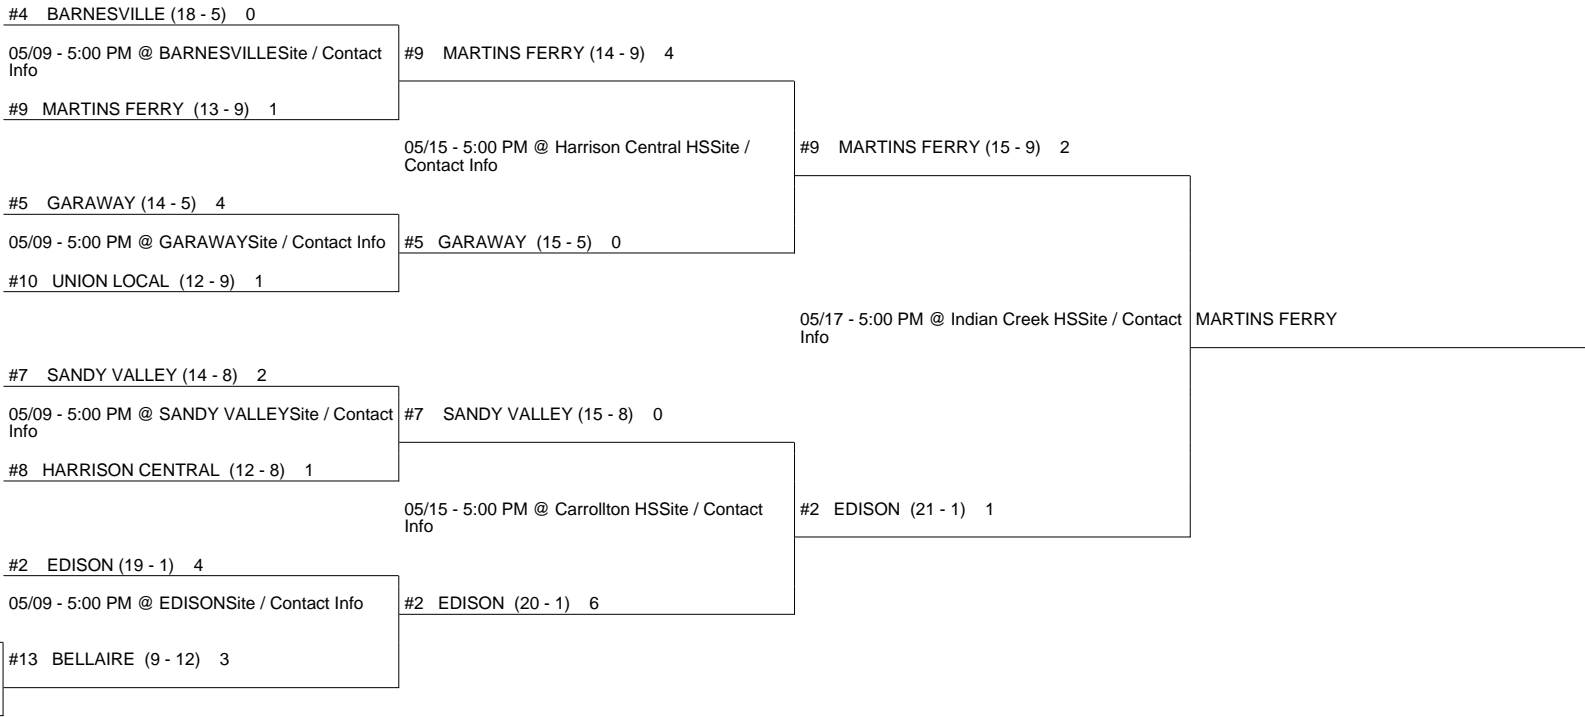 #4 BARNESVILLE (18 - 5) 0
05/09 - 5:00 PM @ BARNESVILLESite / Contact
Info
#9 MARTINS FERRY (13 - 9) 1
#9 MARTINS FERRY (14 - 9) 4
05/15 - 5:00 PM @ Harrison Central HSSite /
Contact Info
#9 MARTINS FERRY (15 - 9) 2
#5 GARAWAY (14 - 5) 4
05/09 - 5:00 PM @ GARAWAYSite / Contact Info
#10 UNION LOCAL (12 - 9) 1
#5 GARAWAY (15 - 5) 0
05/17 - 5:00 PM @ Indian Creek HSSite / Contact
Info
MARTINS FERRY
#7 SANDY VALLEY (14 - 8) 2
05/09 - 5:00 PM @ SANDY VALLEYSite / Contact
Info
#8 HARRISON CENTRAL (12 - 8) 1
#7 SANDY VALLEY (15 - 8) 0
05/15 - 5:00 PM @ Carrollton HSSite / Contact
Info
#2 EDISON (21 - 1) 1
#2 EDISON (19 - 1) 4
05/09 - 5:00 PM @ EDISONSite / Contact Info
#13 BELLAIRE (9 - 12) 3
#2 EDISON (20 - 1) 6